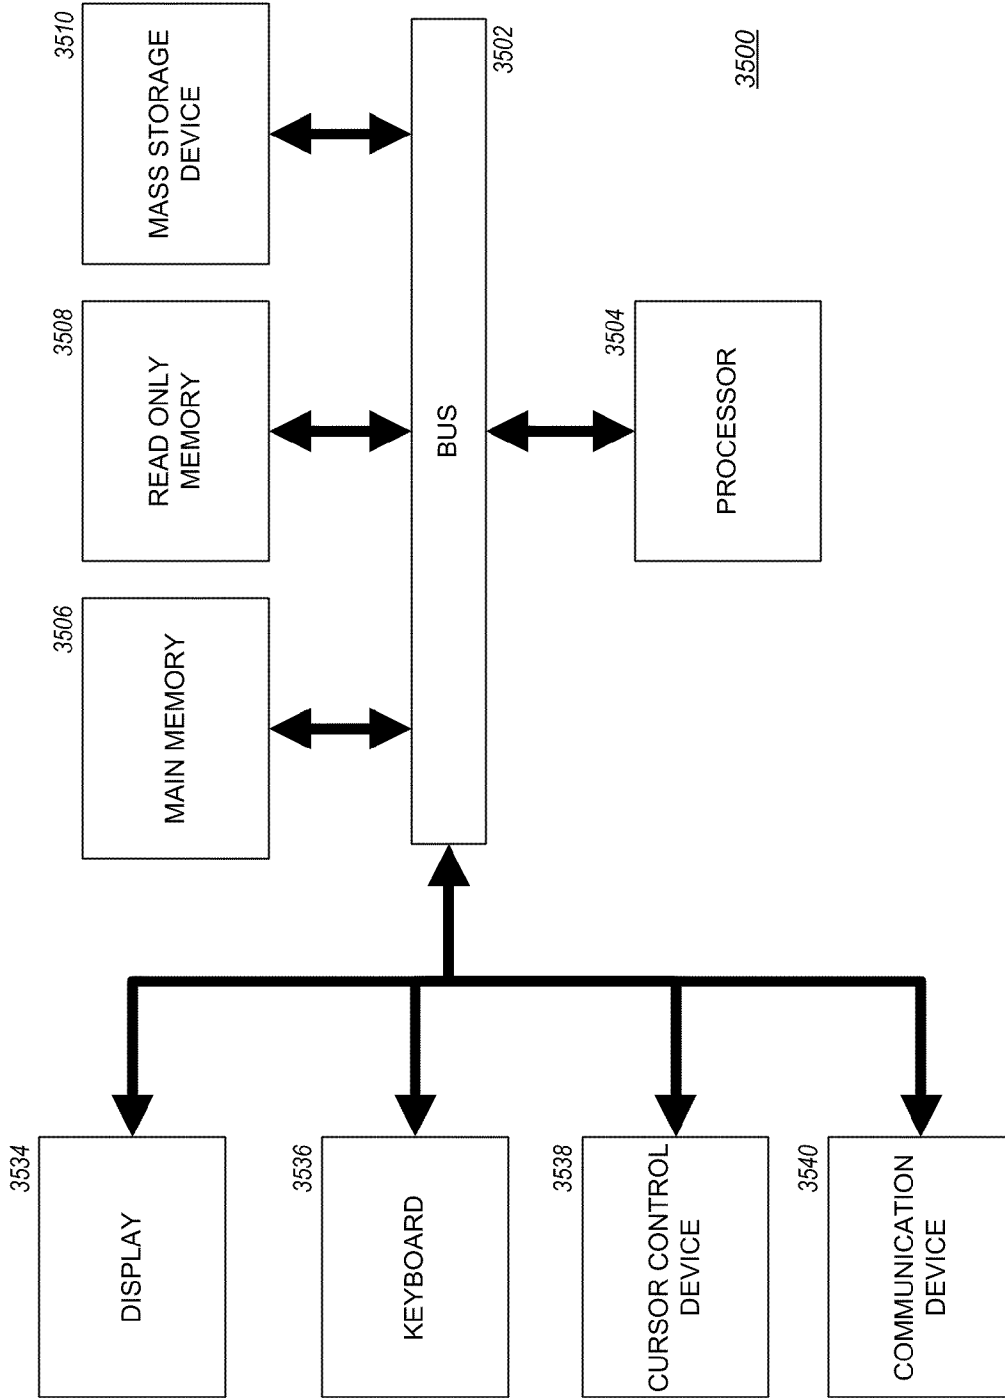 3510
MASS STORAGE
DEVICE
3508
READ ONLY
MEMORY
3506
MAIN MEMORY
3502
BUS
3504
PROCESSOR
3500
3534
DISPLAY
3536
KEYBOARD
3538
CURSOR CONTROL
DEVICE
3540
COMMUNICATION
DEVICE